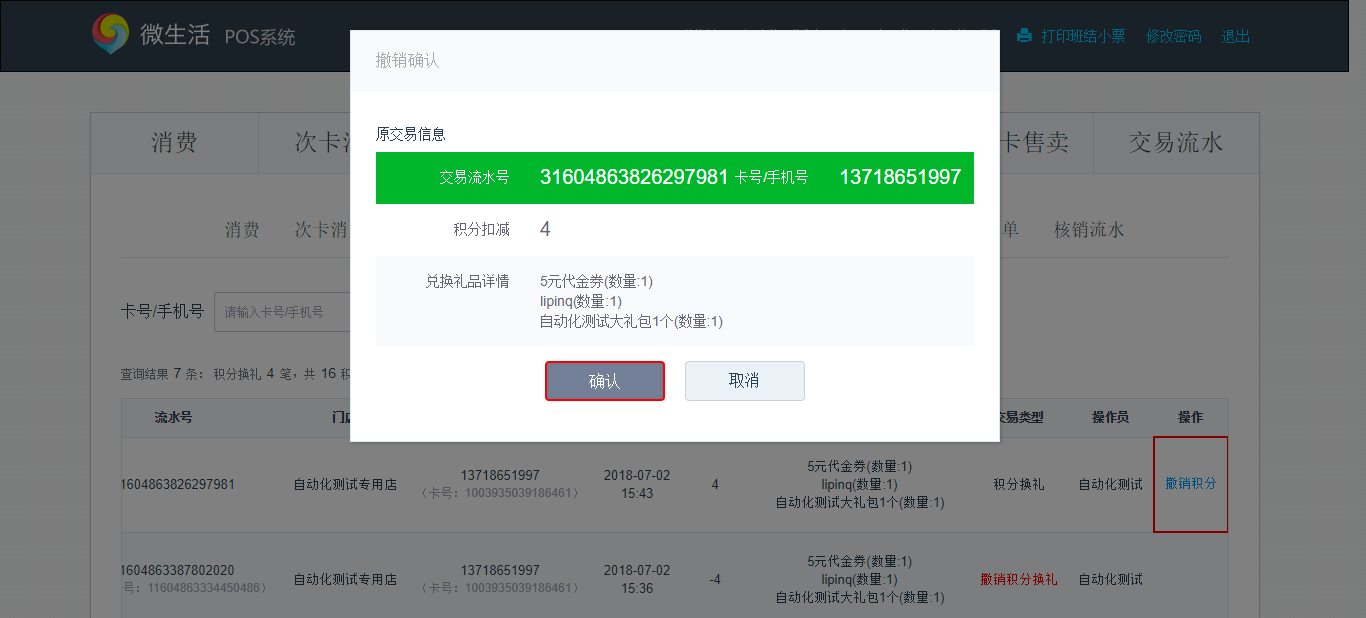 微生活 POS系统
打印班结小票 修改密码 退出
撤销确认
消费 次卡 卡售卖 交易流水
原交易信息
交易流水号 31604863826297981 卡号/手机号 13718651997
消费 次卡消 积分扣减 4 单 核销流水
兑换礼品详情 5元代金券(数量:1)
lipinq(数量:1)
自动化测试大礼包1个(数量:1)
卡号/手机号 请输入卡号/手机号
查询结果 7 条: 积分换礼 4 笔，共 16 积
确认 取消
流水号 门店 交易类型 操作员 操作
1604863826297981 自动化测试专用店 13718651997 2018-07-02 4 5元代金券(数量:1) 积分换礼 自动化测试 撤销积分
（卡号：1003935039186461） 15:43 lipinq(数量:1)
自动化测试大礼包1个(数量:1)
1604863387802020 自动化测试专用店 13718651997 2018-07-02 -4 5元代金券(数量:1) 撤销积分换礼 自动化测试
号：11604863334450486） （卡号：1003935039186461） 15:36 lipinq(数量:1)
自动化测试大礼包1个(数量:1)